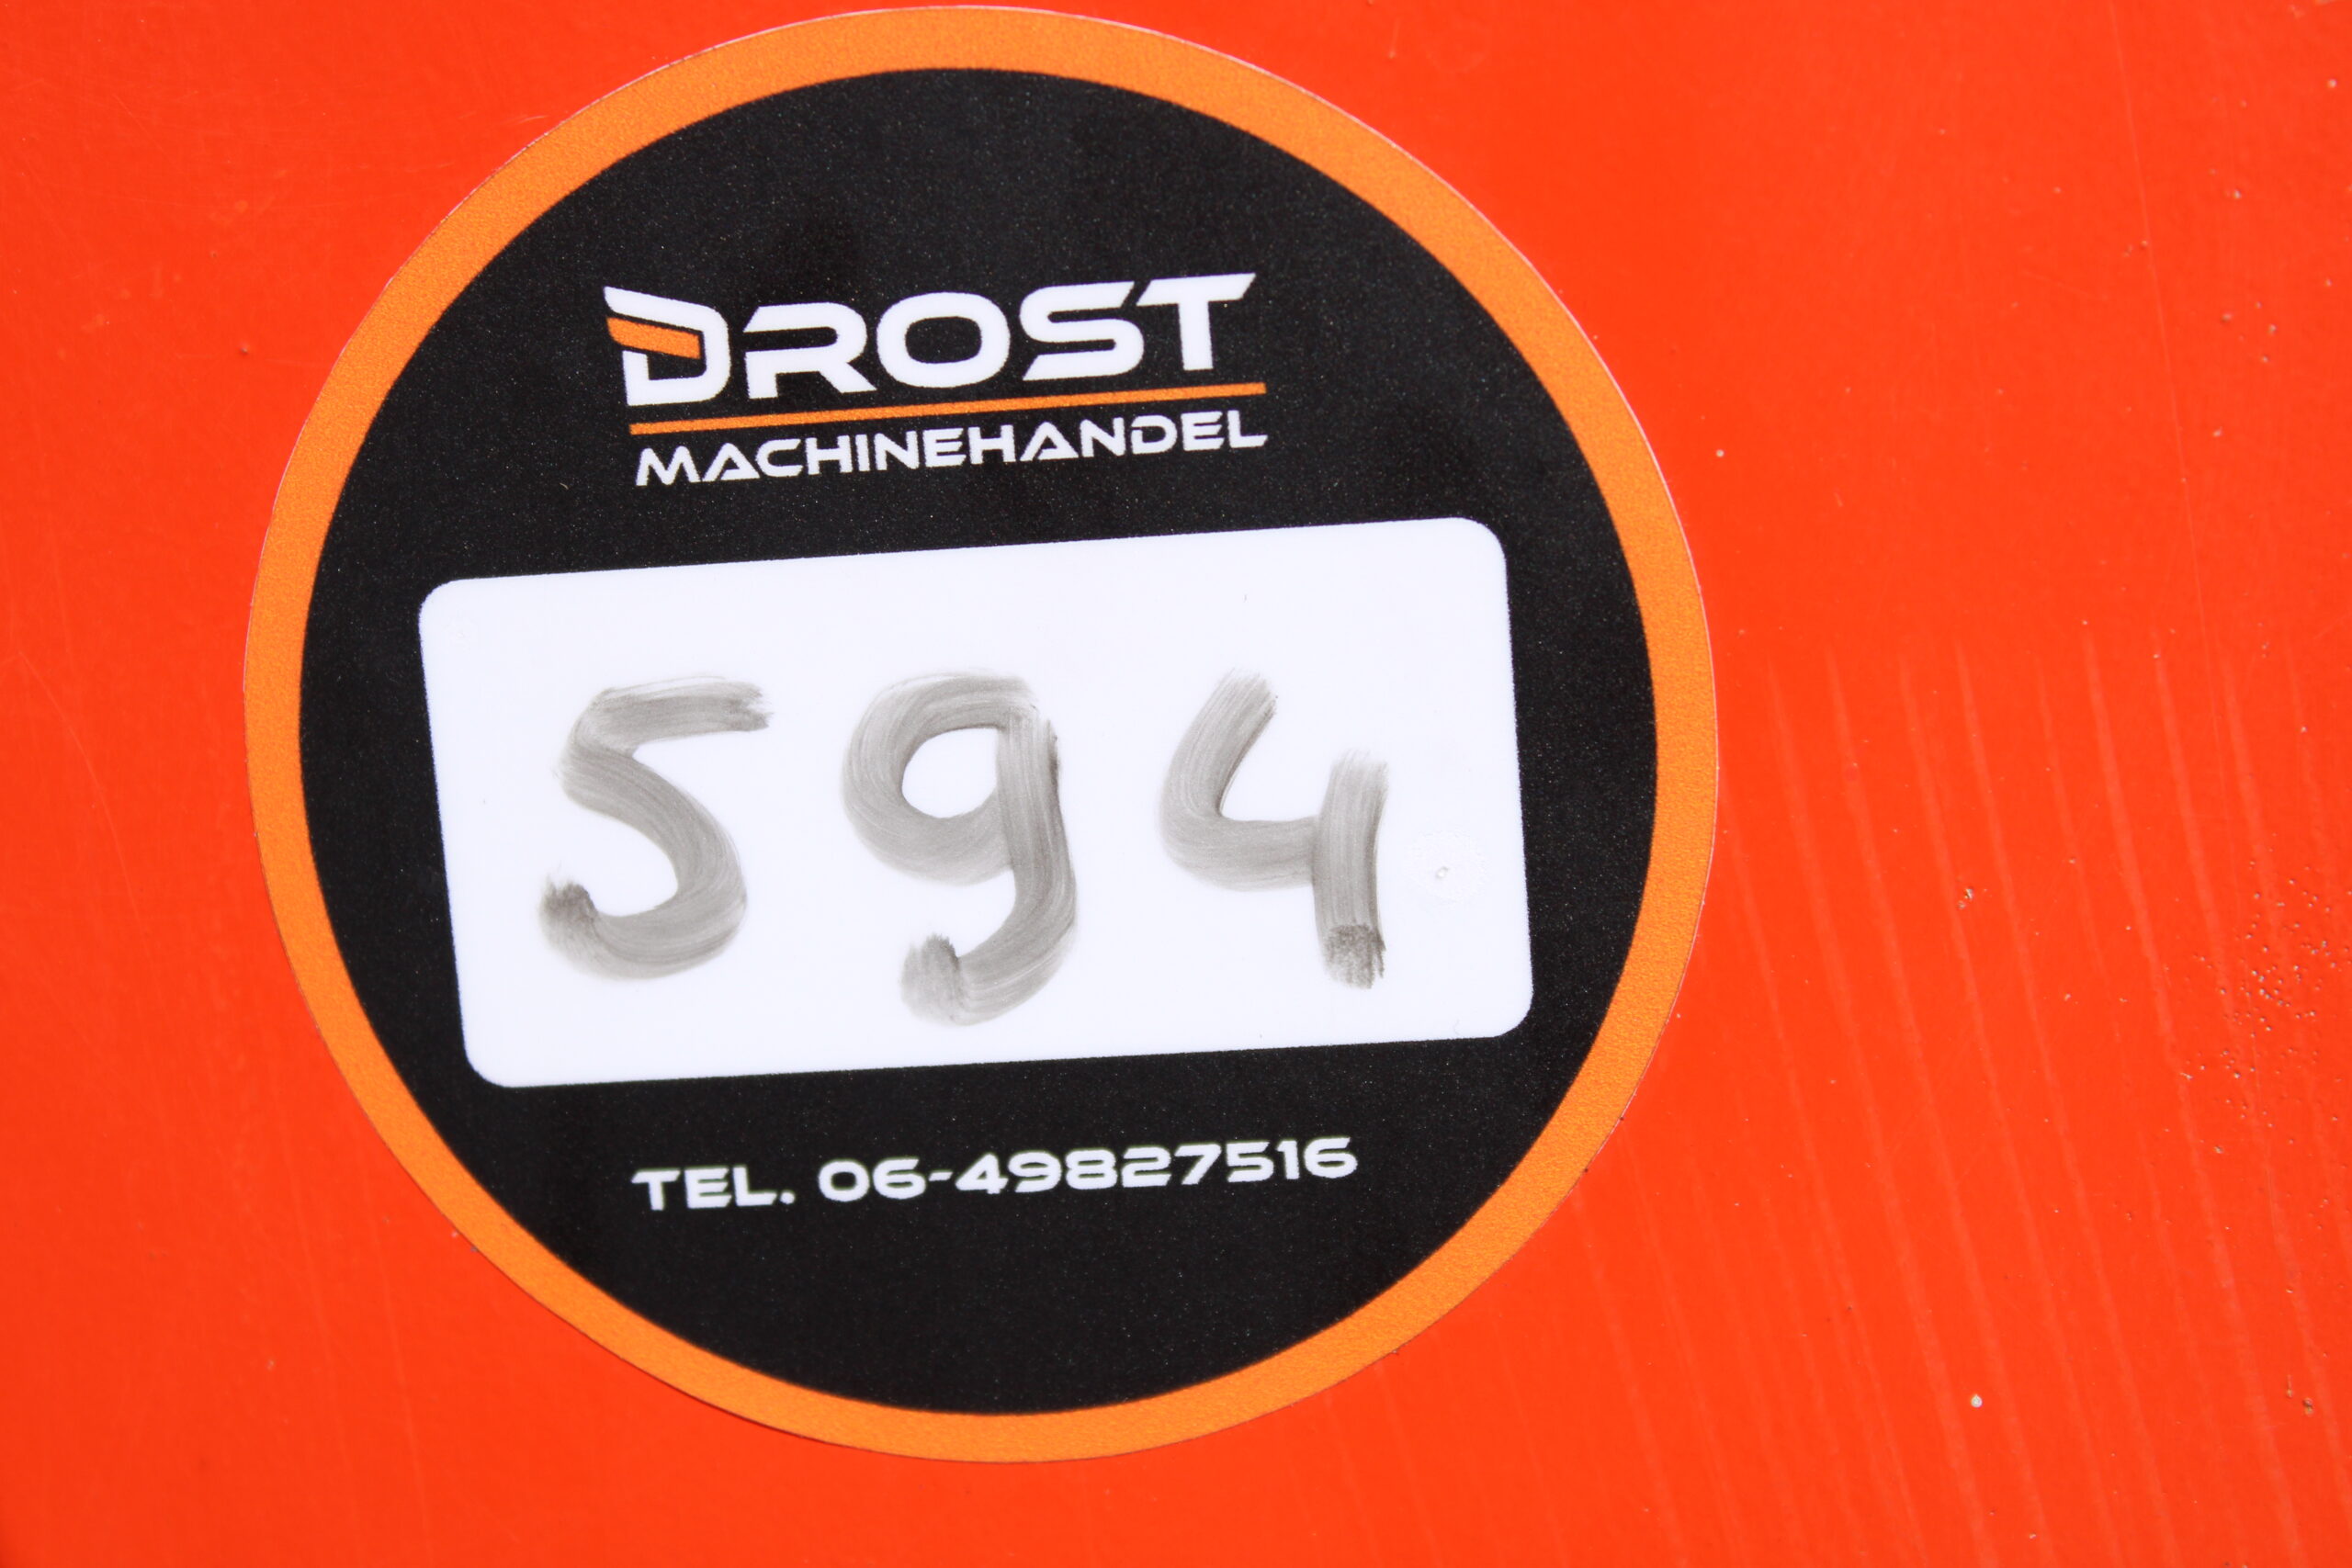 DROST
MACHINEHANDEL
594
TEL. 06-49827516